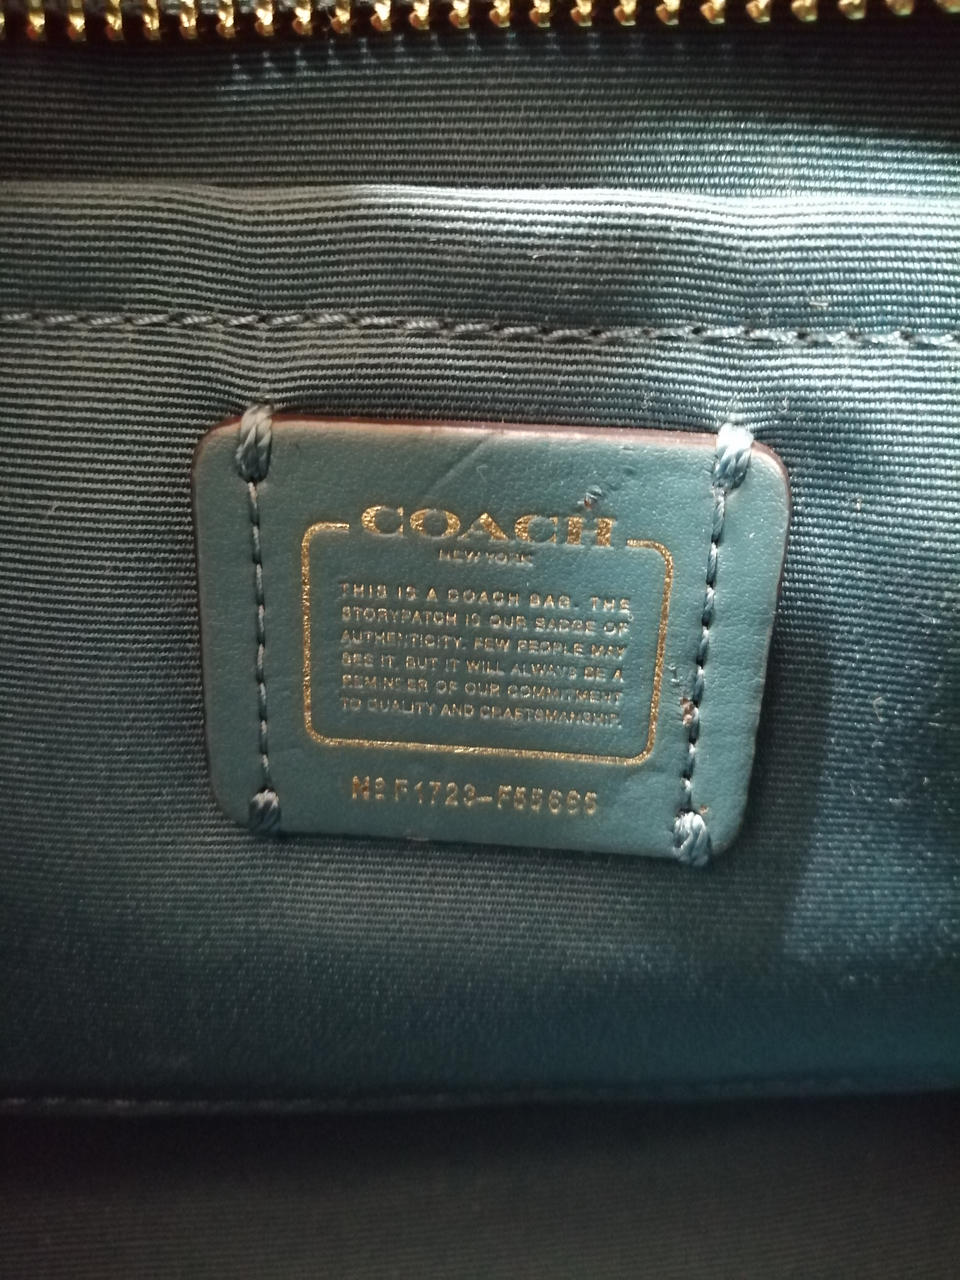 COACH
NEW YORK
THIS IS A COACH BAG. THE
STORYPATCH IS OUR BADGE OF
AUTHENTICITY. FEW PEOPLE MAY
SEE IT, BUT IT WILL ALWAYS BE A
REMINDER OF OUR COMMITMENT
TO QUALITY AND CRAFTSMANSHIP.
Nº F1723-F55695